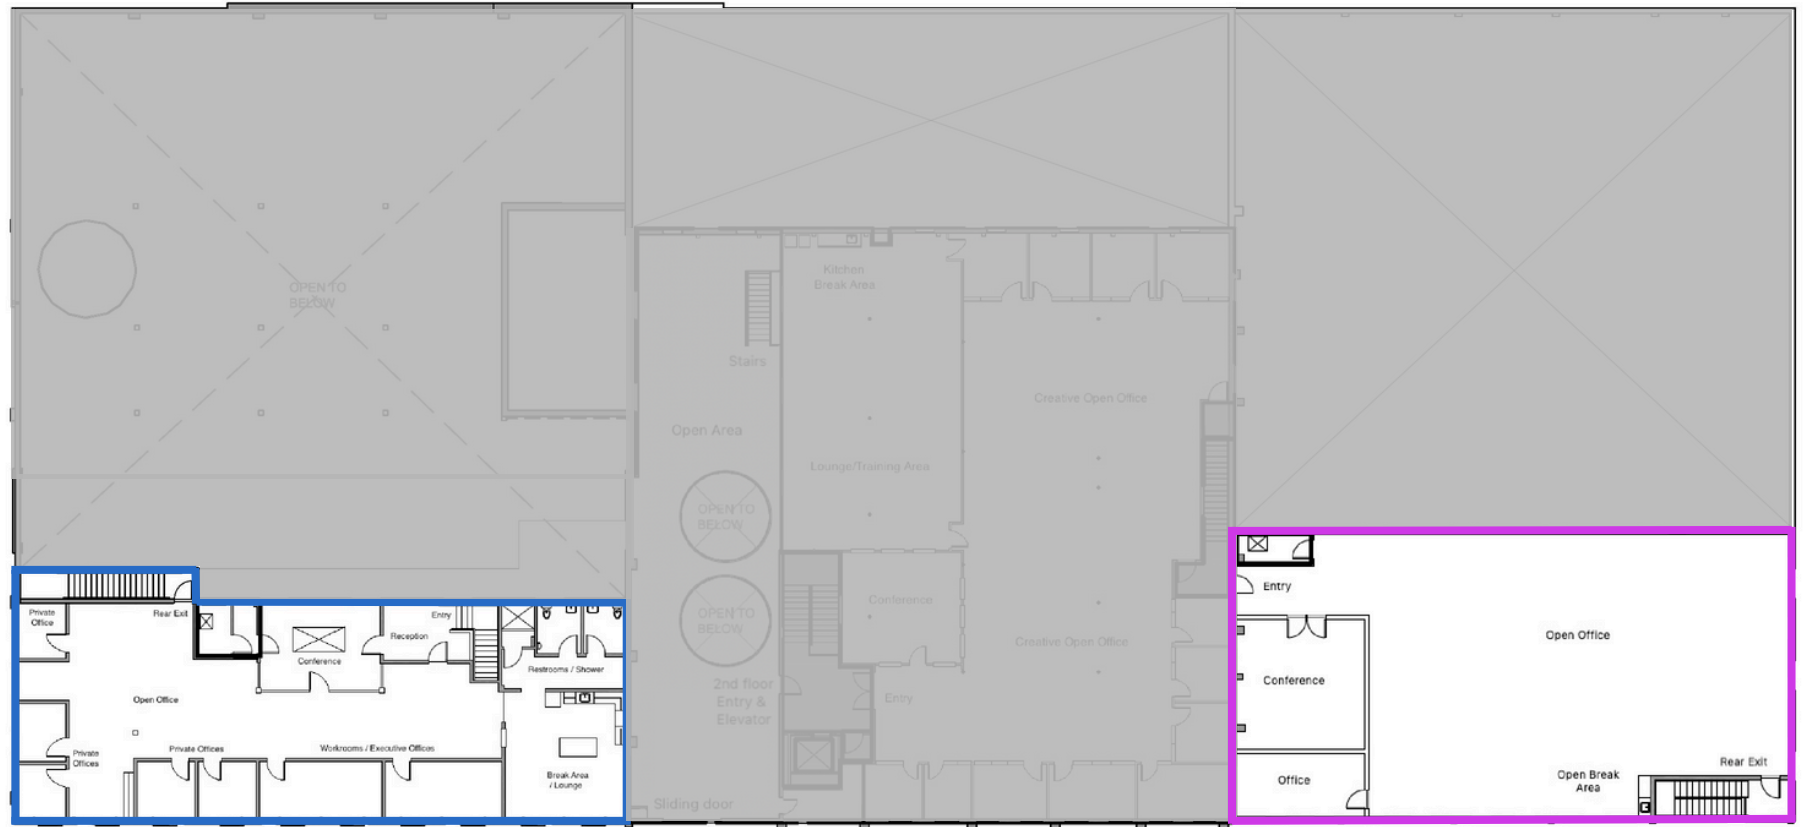 OPEN TO
BELOW
Kitchen
Break Area
Stairs
Open Area
Creative Open Office
Lounge/Training Area
OPEN TO
BELOW
OPEN TO
BELOW
Conference
Creative Open Office
2nd floor
Entry &
Elevator
Entry
Sliding door
Private
Office
Rear Exit
Entry
Reception
Conference
Restrooms / Shower
Open Office
Private Offices
Workrooms / Executive Offices
Private
Offices
Break Area
/ Lounge
Entry
Open Office
Conference
Rear Exit
Office
Open Break
Area